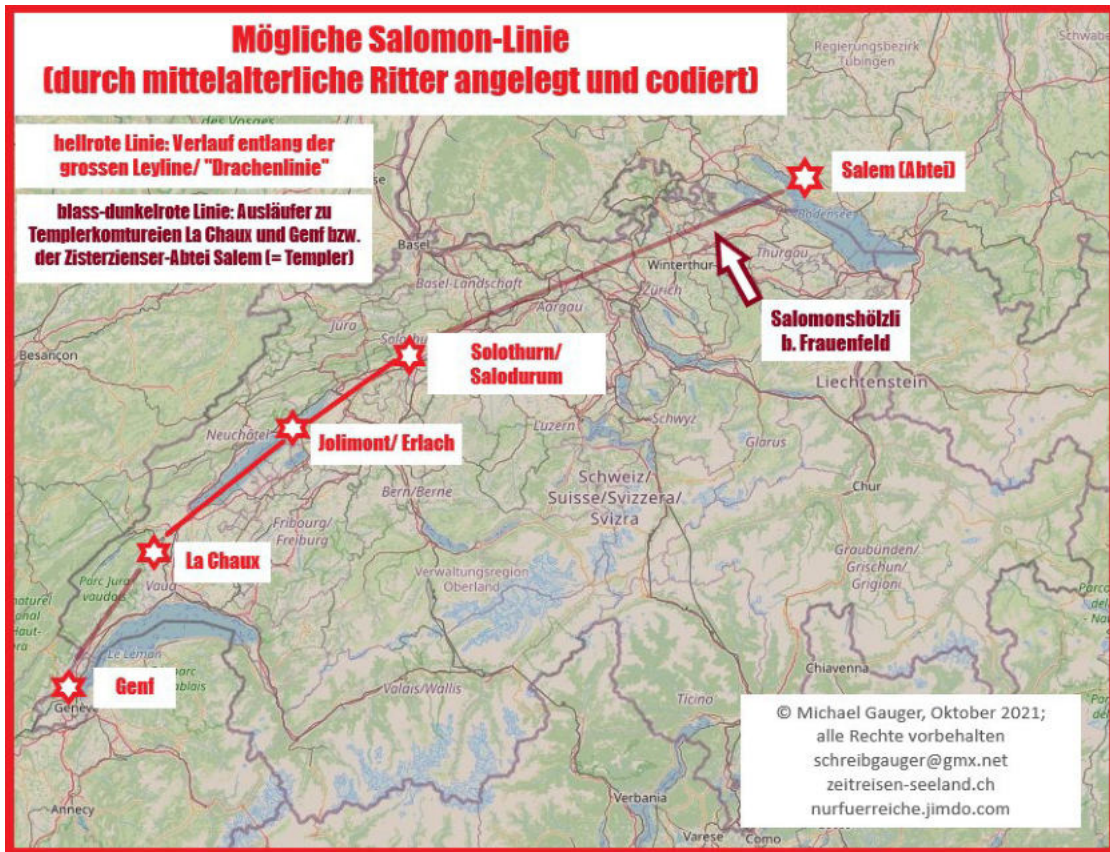 Mögliche Salomon-Linie
(durch mittelalterliche Ritter angelegt und codiert)
hellrote Linie: Verlauf entlang der
grossen Leyline/ "Drachenlinie"
blass-dunkelrote Linie: Ausläufer zu
Templerkomtureien La Chaux und Genf bzw.
der Zisterzienser-Abtei Salem (= Templer)
des Vosges
Regierungsbezirk
Tübingen
Salem (Abtei)
Bodensee
Basel
Winterthur
Thurgau
Basel-Landschaft
Zürich
Aargau
Salomonshölzli
b. Frauenfeld
Jura
Besançon
Solothurn/
Salodurum
Liechtenstein
Neuchâtel
Jolimont/ Erlach
Luzern
Schwyz
Glarus
Bern/Berne
Schweiz/
Suisse/Svizzera/
Svizra
Chur
Fribourg/
Freiburg
La Chaux
Parc Jura
vaudois
Vaud
Verwaltungsregion
Oberland
Graubünden/
Grischun/
Grigioni
Le Léman
Genf
Genève
Valais/Wallis
Ticino
Chiavenna
Annecy
Verbania
Varese
Como
© Michael Gauger, Oktober 2021;
alle Rechte vorbehalten
schreibgauger@gmx.net
zeitreisen-seeland.ch
nurfuerreiche.jimdo.com